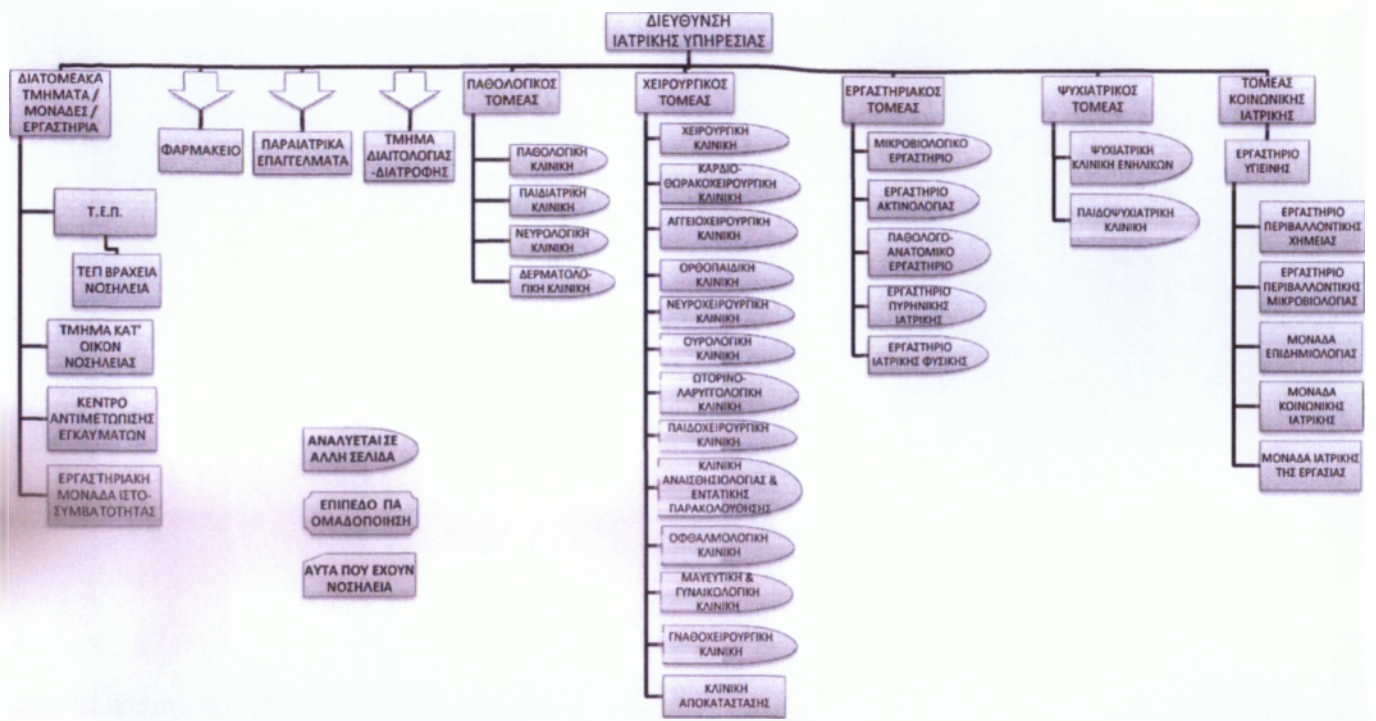 ΔΙΕΥΘΥΝΣΗ
ΙΑΤΡΙΚΗΣ ΥΠΗΡΕΣΙΑΣ
ΔΙΑΤΟΜΕΑΚΑ
ΤΜΗΜΑΤΑ /
ΜΟΝΑΔΕΣ /
ΕΡΓΑΣΤΗΡΙΑ
Τ.Ε.Π.
ΤΕΠ ΒΡΑΧΕΙΑ
ΝΟΣΗΛΕΙΑ
ΤΜΗΜΑ ΚΑΤ'
ΟΙΚΟΝ
ΝΟΣΗΛΕΙΑΣ
ΚΕΝΤΡΟ
ΑΝΤΙΜΕΤΩΠΙΣΗΣ
ΕΓΚΑΥΜΑΤΩΝ
ΕΡΓΑΣΤΗΡΙΑΚΗ
ΜΟΝΑΔΑ ΙΣΤΟ-
ΣΥΜΒΑΤΟΤΗΤΑΣ
ΦΑΡΜΑΚΕΙΟ
ΠΑΡΑΙΑΤΡΙΚΑ
ΕΠΑΓΓΕΛΜΑΤΑ
ΤΜΗΜΑ
ΔΙΑΙΤΟΛΟΓΙΑΣ
-ΔΙΑΤΡΟΦΗΣ
ΑΝΑΛΥΕΤΑΙ ΣΕ
ΑΛΛΗ ΣΕΛΙΔΑ
ΕΠΙΠΕΔΟ ΓΙΑ
ΟΜΑΔΟΠΟΙΗΣΗ
ΑΥΤΑ ΠΟΥ ΕΧΟΥΝ
ΝΟΣΗΛΕΙΑ
ΠΑΘΟΛΟΓΙΚΟΣ
ΤΟΜΕΑΣ
ΠΑΘΟΛΟΓΙΚΗ
ΚΛΙΝΙΚΗ
ΠΑΙΔΙΑΤΡΙΚΗ
ΚΛΙΝΙΚΗ
ΝΕΥΡΟΛΟΓΙΚΗ
ΚΛΙΝΙΚΗ
ΔΕΡΜΑΤΟΛΟ-
ΓΙΚΗ ΚΛΙΝΙΚΗ
ΧΕΙΡΟΥΡΓΙΚΟΣ
ΤΟΜΕΑΣ
ΧΕΙΡΟΥΡΓΙΚΗ
ΚΛΙΝΙΚΗ
ΚΑΡΔΙΟ-
ΘΩΡΑΚΟΧΕΙΡΟΥΡΓΙΚΗ
ΚΛΙΝΙΚΗ
ΑΓΓΕΙΟΧΕΙΡΟΥΡΓΙΚΗ
ΚΛΙΝΙΚΗ
ΟΡΘΟΠΑΙΔΙΚΗ
ΚΛΙΝΙΚΗ
ΝΕΥΡΟΧΕΙΡΟΥΡΓΙΚΗ
ΚΛΙΝΙΚΗ
ΟΥΡΟΛΟΓΙΚΗ
ΚΛΙΝΙΚΗ
ΩΤΟΡΙΝΟ-
ΛΑΡΥΓΓΟΛΟΓΙΚΗ
ΚΛΙΝΙΚΗ
ΠΑΙΔΟΧΕΙΡΟΥΡΓΙΚΗ
ΚΛΙΝΙΚΗ
ΚΛΙΝΙΚΗ
ΑΝΑΙΣΘΗΣΙΟΛΟΓΙΑΣ &
ΕΝΤΑΤΙΚΗΣ
ΠΑΡΑΚΟΛΟΥΘΗΣΗΣ
ΟΦΘΑΛΜΟΛΟΓΙΚΗ
ΚΛΙΝΙΚΗ
ΜΑΙΕΥΤΙΚΗ &
ΓΥΝΑΙΚΟΛΟΓΙΚΗ
ΚΛΙΝΙΚΗ
ΓΝΑΘΟΧΕΙΡΟΥΡΓΙΚΗ
ΚΛΙΝΙΚΗ
ΚΛΙΝΙΚΗ
ΑΠΟΚΑΤΑΣΤΑΣΗΣ
ΕΡΓΑΣΤΗΡΙΑΚΟΣ
ΤΟΜΕΑΣ
ΜΙΚΡΟΒΙΟΛΟΓΙΚΟ
ΕΡΓΑΣΤΗΡΙΟ
ΕΡΓΑΣΤΗΡΙΟ
ΑΚΤΙΝΟΛΟΓΙΑΣ
ΠΑΘΟΛΟΓΟ-
ΑΝΑΤΟΜΙΚΟ
ΕΡΓΑΣΤΗΡΙΟ
ΕΡΓΑΣΤΗΡΙΟ
ΠΥΡΗΝΙΚΗΣ
ΙΑΤΡΙΚΗΣ
ΕΡΓΑΣΤΗΡΙΟ
ΙΑΤΡΙΚΗΣ ΦΥΣΙΚΗΣ
ΨΥΧΙΑΤΡΙΚΟΣ
ΤΟΜΕΑΣ
ΨΥΧΙΑΤΡΙΚΗ
ΚΛΙΝΙΚΗ ΕΝΗΛΙΚΩΝ
ΠΑΙΔΟΨΥΧΙΑΤΡΙΚΗ
ΚΛΙΝΙΚΗ
ΤΟΜΕΑΣ
ΚΟΙΝΩΝΙΚΗΣ
ΙΑΤΡΙΚΗΣ
ΕΡΓΑΣΤΗΡΙΟ
ΥΓΙΕΙΝΗΣ
ΕΡΓΑΣΤΗΡΙΟ
ΠΕΡΙΒΑΛΛΟΝΤΙΚΗΣ
ΧΗΜΕΙΑΣ
ΕΡΓΑΣΤΗΡΙΟ
ΠΕΡΙΒΑΛΛΟΝΤΙΚΗΣ
ΜΙΚΡΟΒΙΟΛΟΓΙΑΣ
ΜΟΝΑΔΑ
ΕΠΙΔΗΜΙΟΛΟΓΙΑΣ
ΜΟΝΑΔΑ
ΚΟΙΝΩΝΙΚΗΣ
ΙΑΤΡΙΚΗΣ
ΜΟΝΑΔΑ ΙΑΤΡΙΚΗΣ
ΤΗΣ ΕΡΓΑΣΙΑΣ